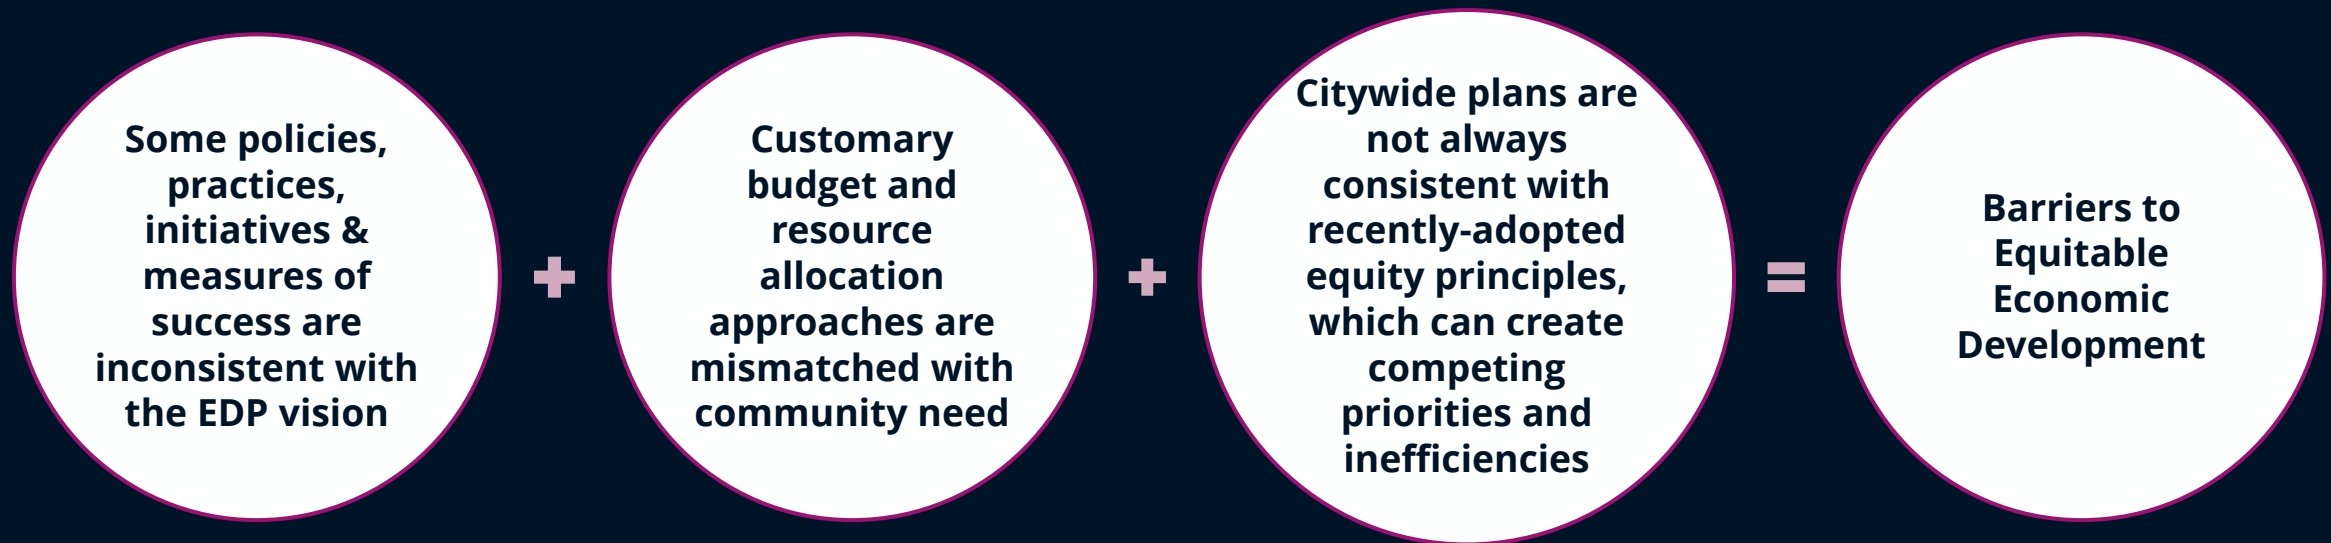 Some policies,
practices,
initiatives &
measures of
success are
inconsistent with
the EDP vision
+
Customary
budget and
resource
allocation
approaches are
mismatched with
community need
+
Citywide plans are
not always
consistent with
recently-adopted
equity principles,
which can create
competing
priorities and
inefficiencies
=
Barriers to
Equitable
Economic
Development